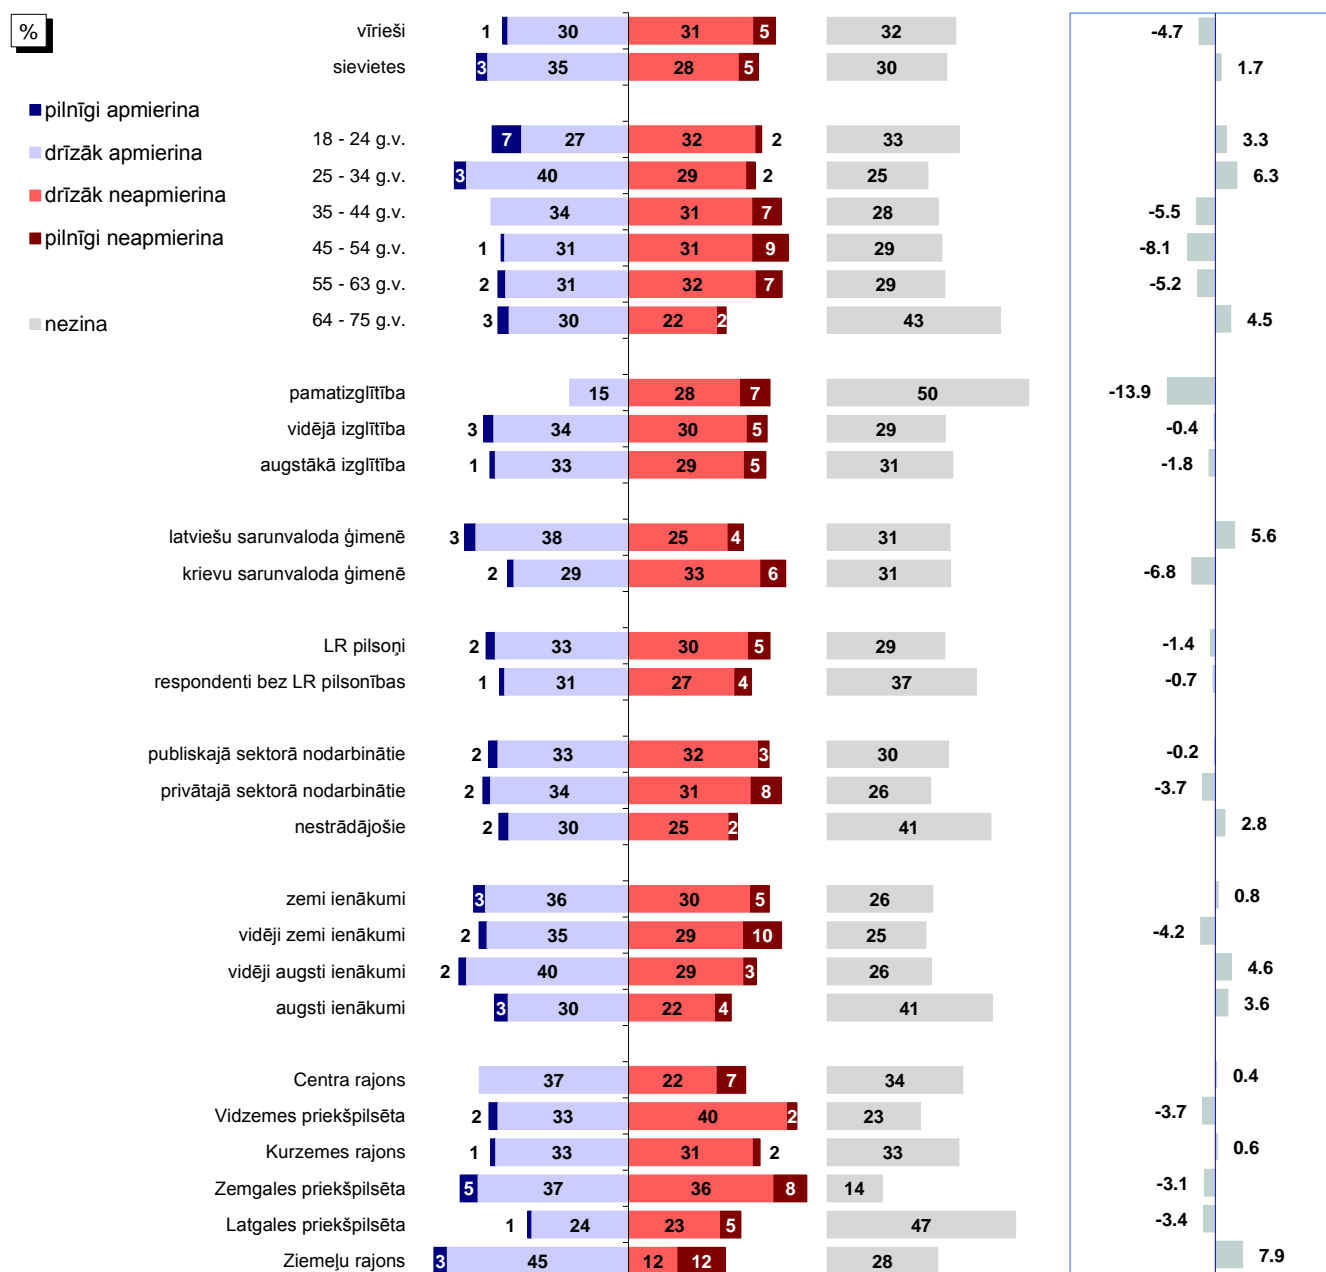 %
pilnīgi apmierina
drīzāk apmierina
drīzāk neapmierina
pilnīgi neapmierina
nezina
vīrieši 1 30 31 5 32 -4.7
sievietes 3 35 28 5 30 1.7
18 - 24 g.v. 7 27 32 2 33 3.3
25 - 34 g.v. 3 40 29 2 25 6.3
35 - 44 g.v. 34 31 7 28 -5.5
45 - 54 g.v. 1 31 31 9 29 -8.1
55 - 63 g.v. 2 31 32 7 29 -5.2
64 - 75 g.v. 3 30 22 2 43 4.5
pamatizglītība 15 28 7 50 -13.9
vidējā izglītība 3 34 30 5 29 -0.4
augstākā izglītība 1 33 29 5 31 -1.8
latviešu sarunvaloda ģimenē 3 38 25 4 31 5.6
krievu sarunvaloda ģimenē 2 29 33 6 31 -6.8
LR pilsoņi 2 33 30 5 29 -1.4
respondenti bez LR pilsonības 1 31 27 4 37 -0.7
publiskajā sektorā nodarbinātie 2 33 32 3 30 -0.2
privātajā sektorā nodarbinātie 2 34 31 8 26 -3.7
nestrādājošie 2 30 25 2 41 2.8
zemi ienākumi 3 36 30 5 26 0.8
vidēji zemi ienākumi 2 35 29 10 25 -4.2
vidēji augsti ienākumi 2 40 29 3 26 4.6
augsti ienākumi 3 30 22 4 41 3.6
Centra rajons 37 22 7 34 0.4
Vidzemes priekšpilsēta 2 33 40 2 23 -3.7
Kurzemes rajons 1 33 31 2 33 0.6
Zemgales priekšpilsēta 5 37 36 8 14 -3.1
Latgales priekšpilsēta 1 24 23 5 47 -3.4
Ziemeļu rajons 3 45 12 12 28 7.9